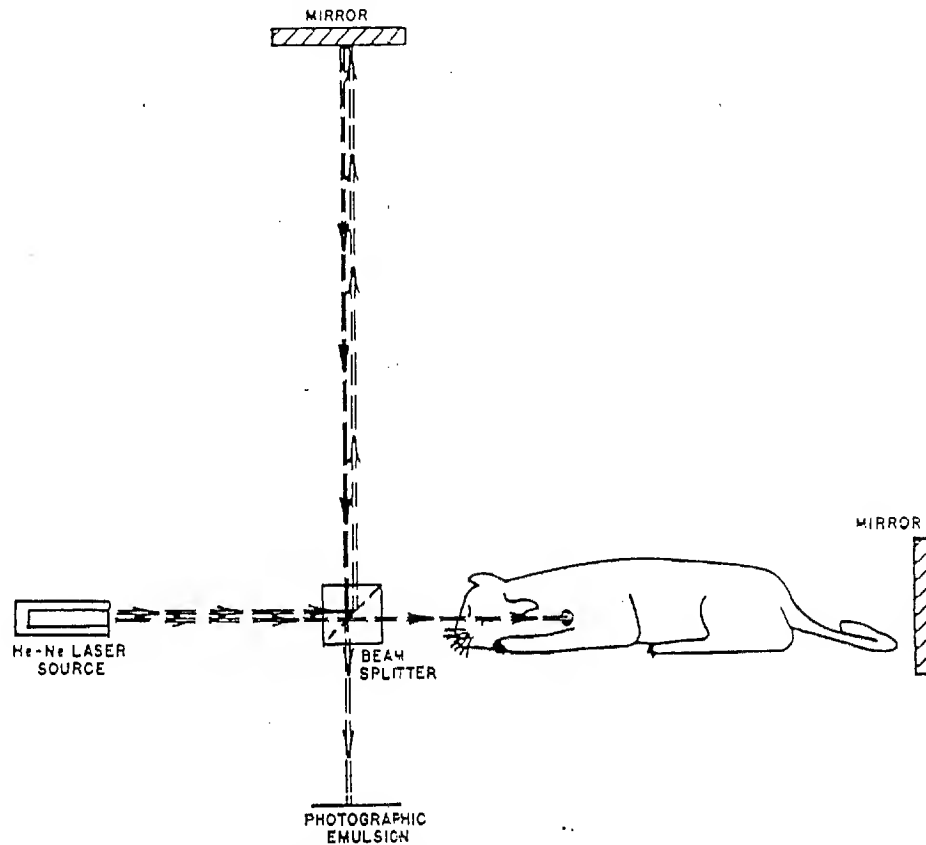 MIRROR
MIRROR
He-Ne LASER
SOURCE
BEAM
SPLITTER
PHOTOGRAPHIC
EMULSION